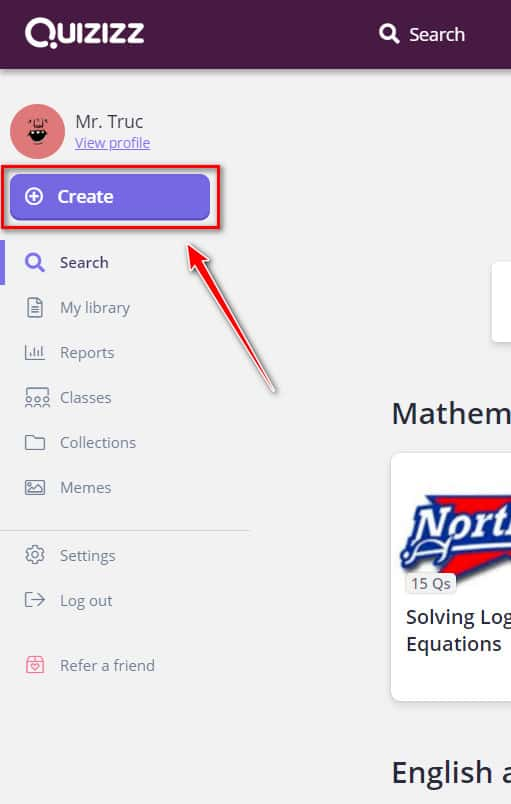 Quizizz
Search
Mr. Truc
View profile
Create
Search
My library
Reports
Classes
Collections
Memes
Settings
Log out
Refer a friend
Mathem
North
15 Qs
Solving Log
Equations
English a